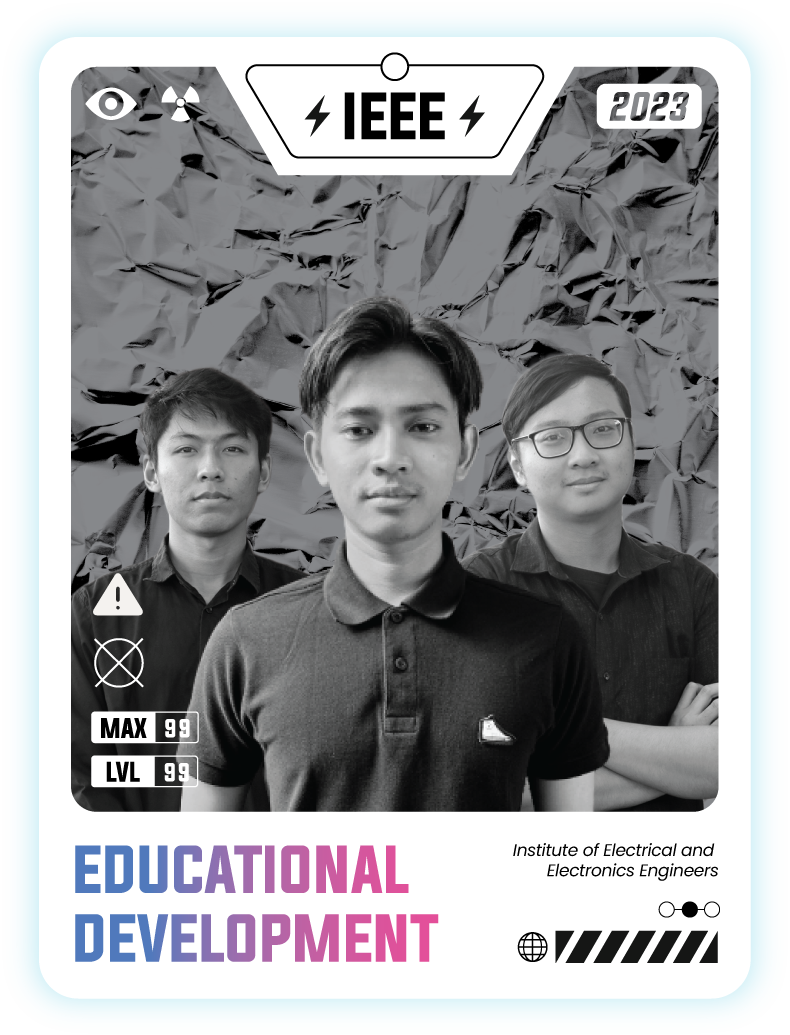 IEEE
2023
MAX 99
LVL 99
EDUCATIONAL
DEVELOPMENT
Institute of Electrical and
Electronics Engineers